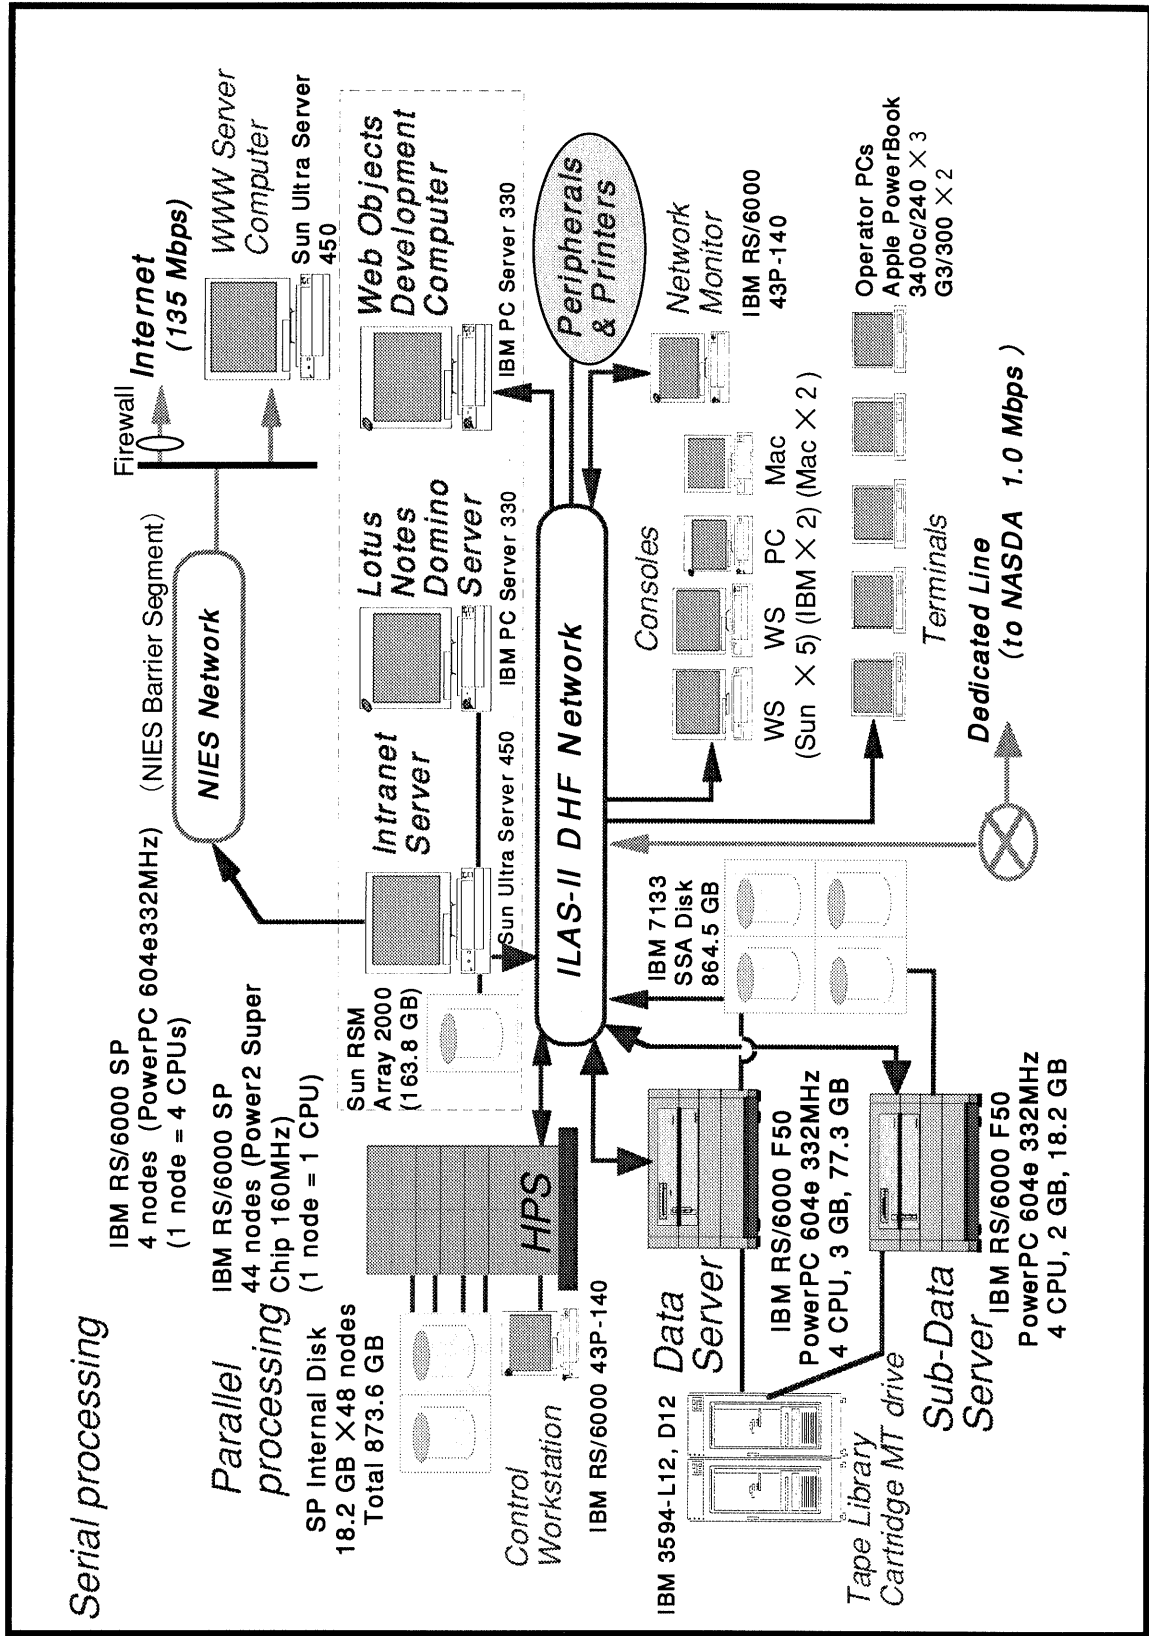 Serial processing
IBM RS/6000 SP
4 nodes (PowerPC 604e332MHz)
(1 node = 4 CPUs)
Parallel
processing
IBM RS/6000 SP
44 nodes (Power2 Super
Chip 160MHz)
(1 node = 1 CPU)
SP Internal Disk
18.2 GB ×48 nodes
Total 873.6 GB
HPS
Control
Workstation
IBM RS/6000 43P-140
(NIES Barrier Segment)
NIES Network
Firewall
Internet
(135 Mbps)
WWW Server
Computer
Sun Ultra Server
450
Intranet
Server
Sun Ultra Server 450
Sun RSM
Array 2000
(163.8 GB)
Lotus
Notes
Domino
Server
IBM PC Server 330
Web Objects
Development
Computer
IBM PC Server 330
ILAS-II DHF Network
Peripherals
& Printers
Network
Monitor
IBM RS/6000
43P-140
Consoles
WS WS PC Mac
(Sun × 5) (IBM × 2) (Mac × 2)
Operator PCs
Apple PowerBook
3400c/240 × 3
G3/300 × 2
Terminals
Dedicated Line
(to NASDA 1.0 Mbps)
IBM 7133
SSA Disk
864.5 GB
Data
Server
IBM RS/6000 F50
PowerPC 604e 332MHz
4 CPU, 3 GB, 77.3 GB
IBM 3594-L12, D12
Tape Library
Cartridge MT drive
Sub-Data
Server
IBM RS/6000 F50
PowerPC 604e 332MHz
4 CPU, 2 GB, 18.2 GB